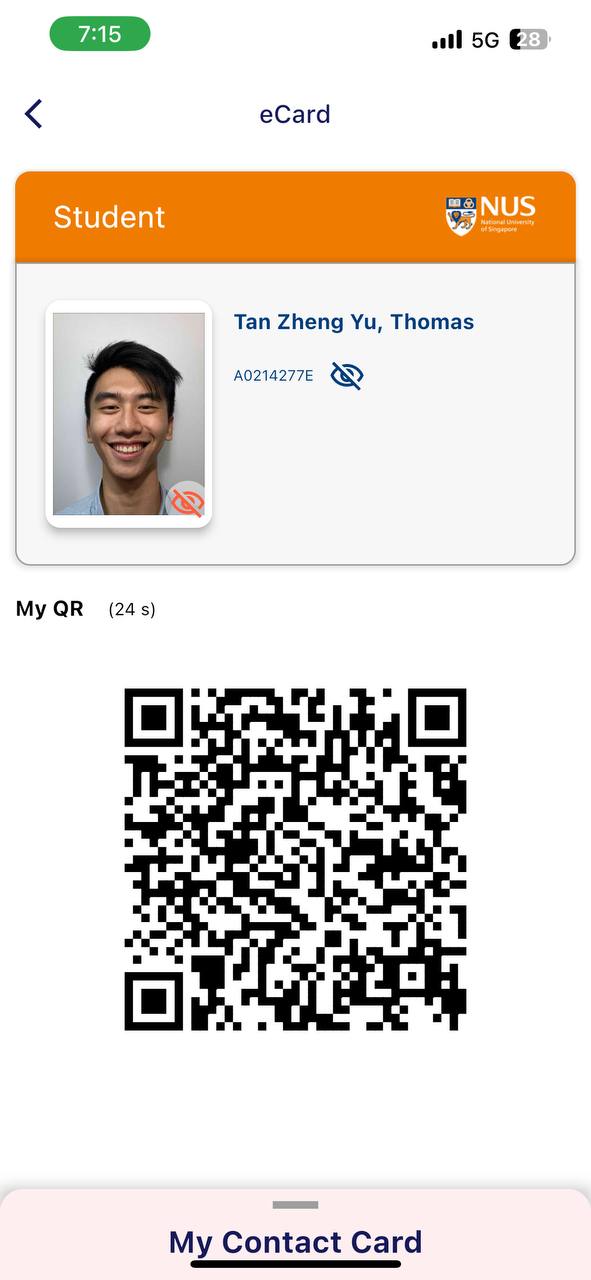 7:15
5G 28
eCard
Student
NUS
National University
of Singapore
Tan Zheng Yu, Thomas
A0214277E
My QR (24 s)
My Contact Card